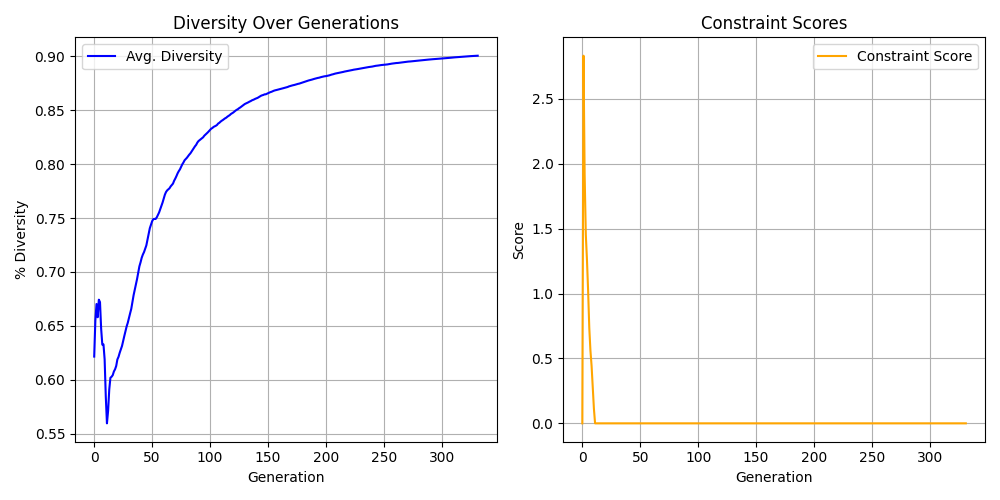 Diversity Over Generations
Avg. Diversity
% Diversity
0.90
0.85
0.80
0.75
0.70
0.65
0.60
0.55
0 50 100 150 200 250 300
Generation
Constraint Scores
Constraint Score
Score
2.5
2.0
1.5
1.0
0.5
0.0
0 50 100 150 200 250 300
Generation